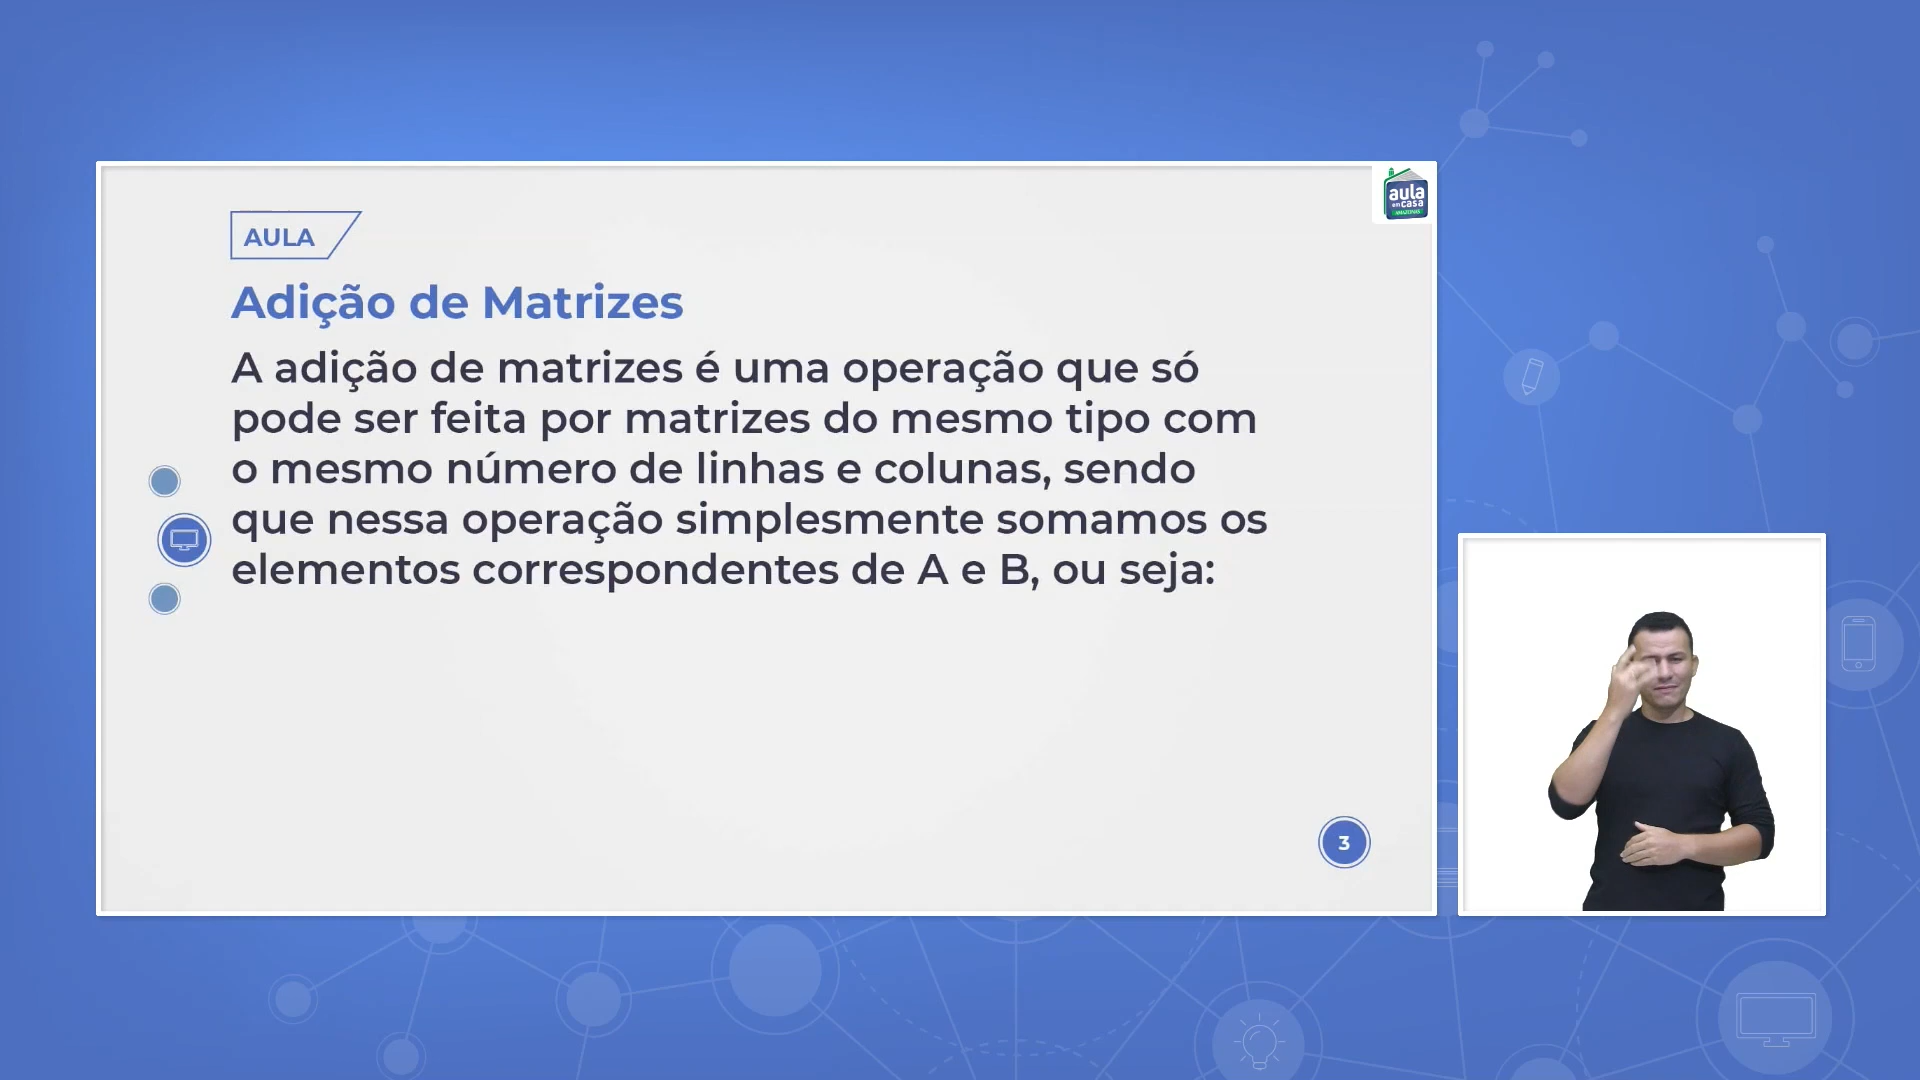 aula
em casa
AMAZONAS
AULA
Adição de Matrizes
A adição de matrizes é uma operação que só
pode ser feita por matrizes do mesmo tipo com
o mesmo número de linhas e colunas, sendo
que nessa operação simplesmente somamos os
elementos correspondentes de A e B, ou seja:
3